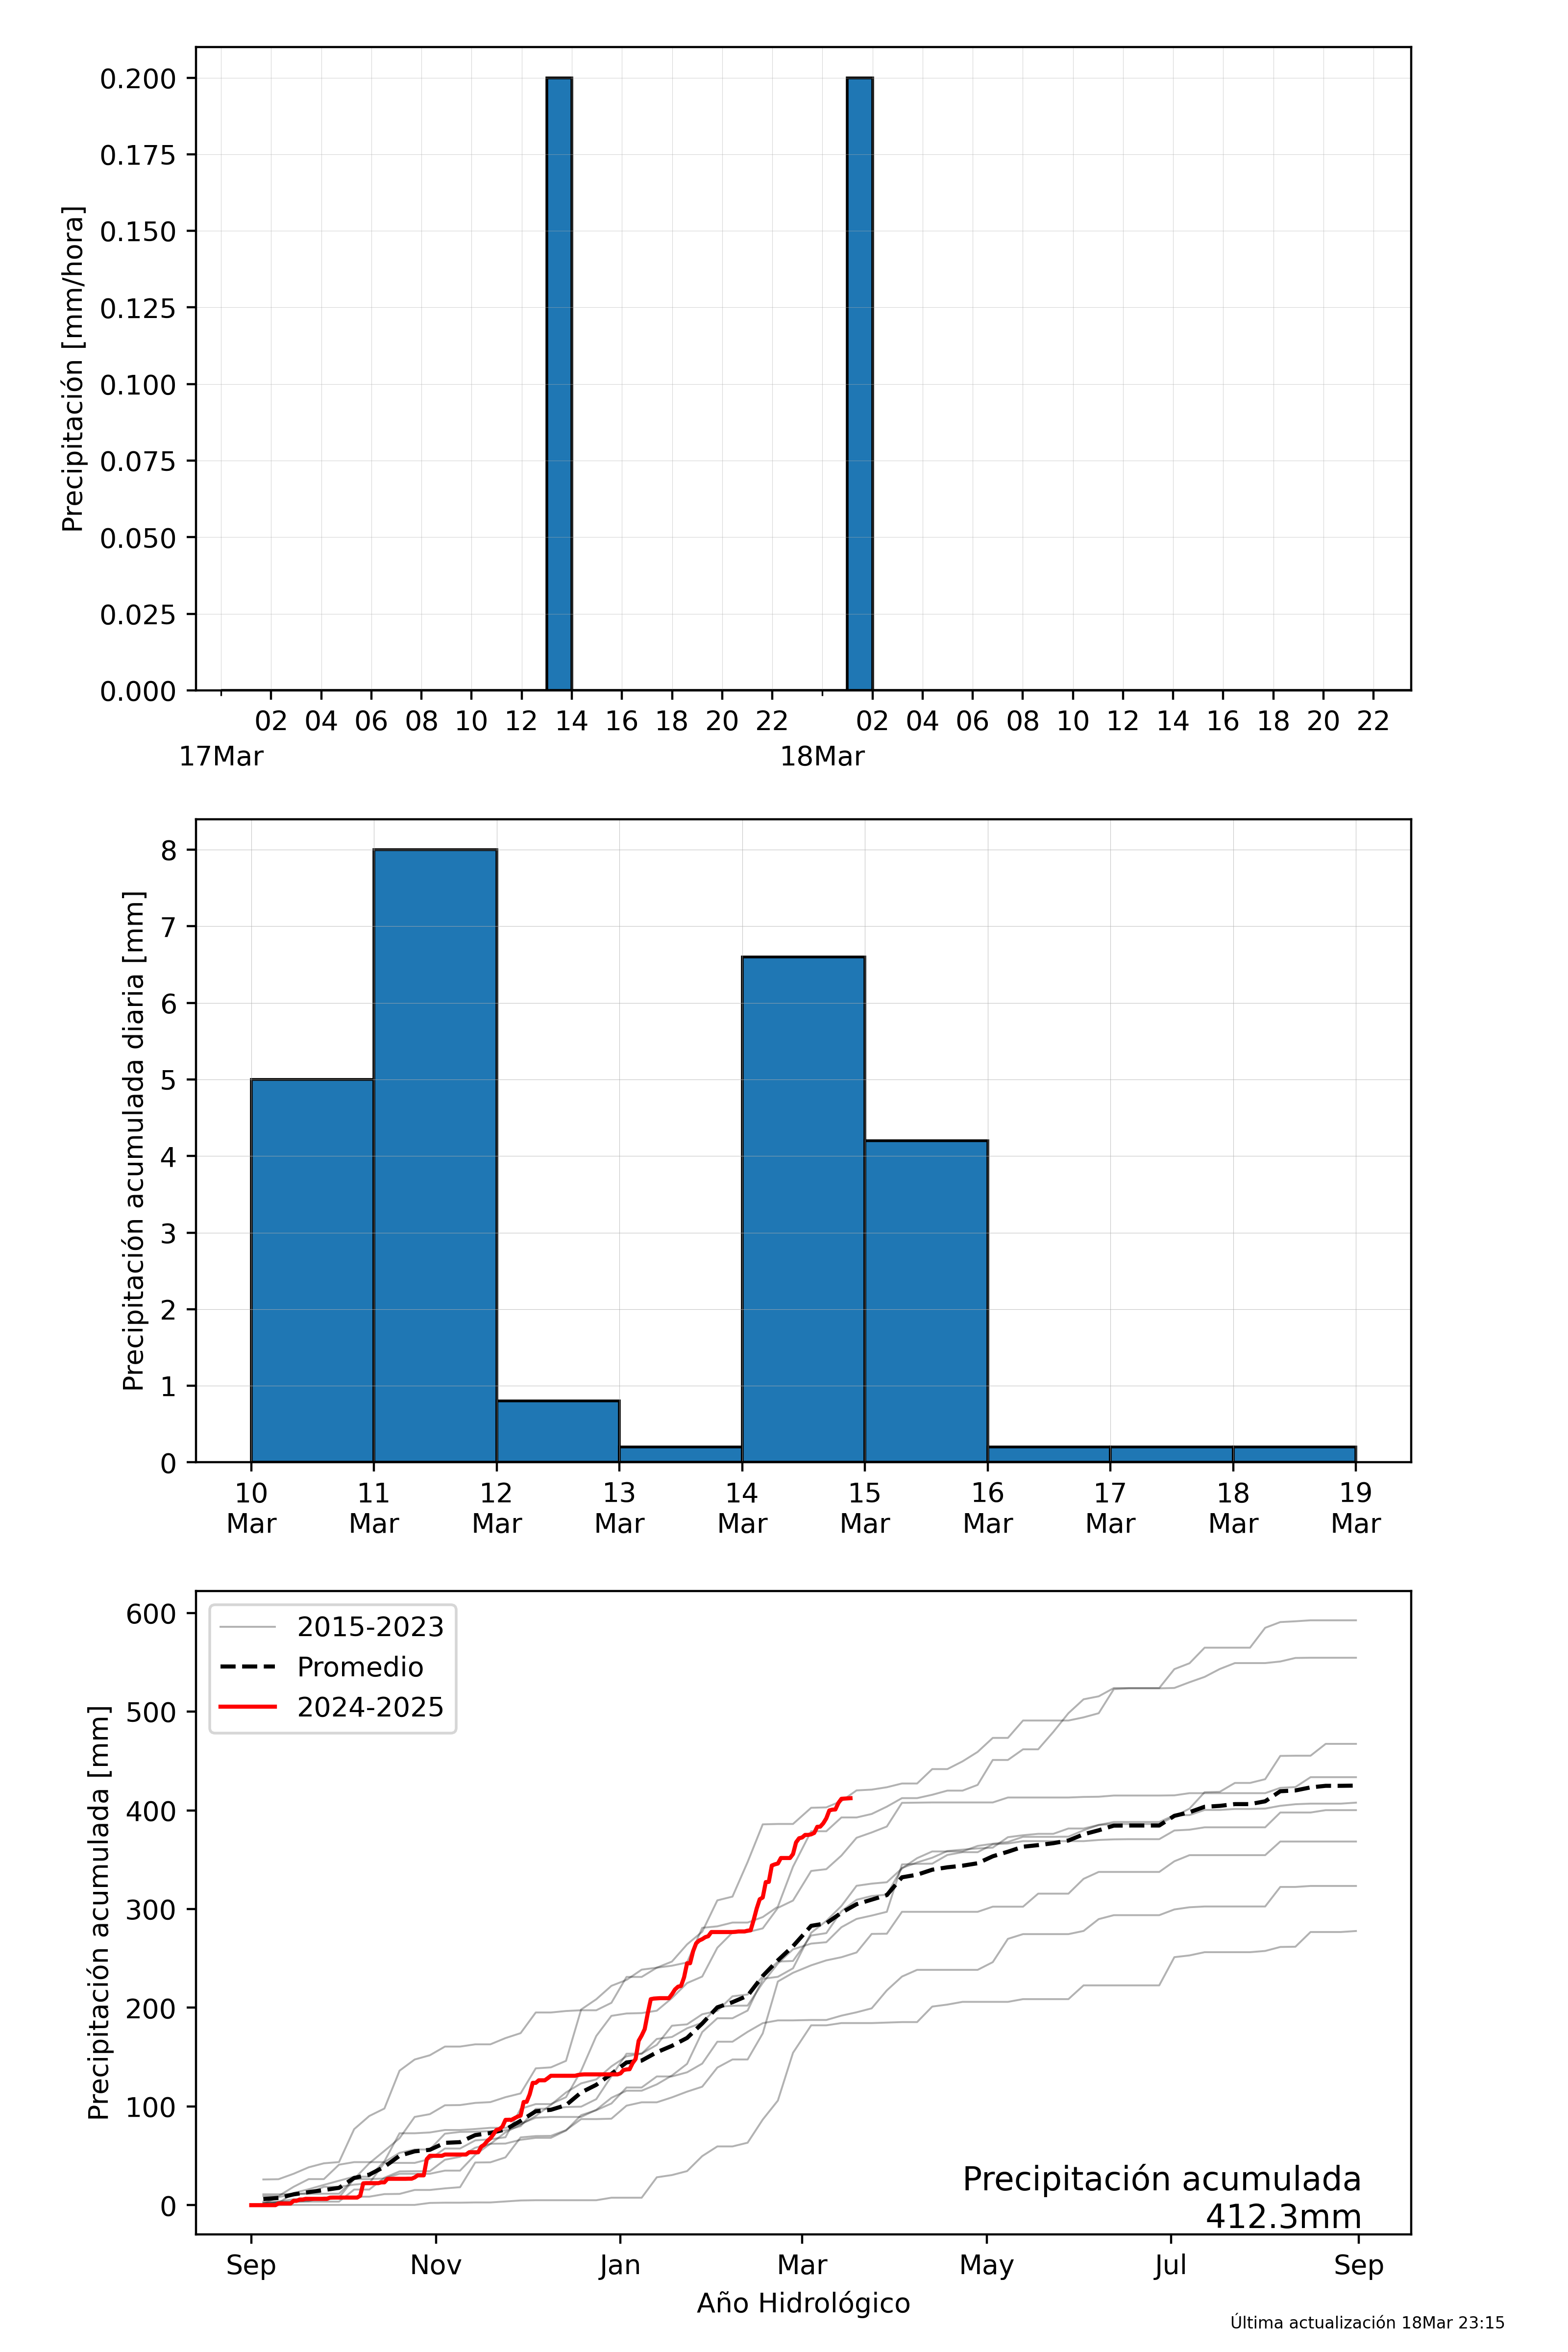 0.200
0.175
0.150
0.125
0.100
0.075
0.050
0.025
0.000
Precipitación [mm/hora]
02 04 06 08 10 12 14 16 18 20 22 02 04 06 08 10 12 14 16 18 20 22
17Mar 18Mar
8
7
6
5
4
3
2
1
0
Precipitación acumulada diaria [mm]
10 11 12 13 14 15 16 17 18 19
Mar Mar Mar Mar Mar Mar Mar Mar Mar Mar
600
500
400
300
200
100
0
Precipitación acumulada [mm]
2015-2023
Promedio
2024-2025
Precipitación acumulada
412.3mm
Sep Nov Jan Mar May Jul Sep
Año Hidrológico
Última actualización 18Mar 23:15